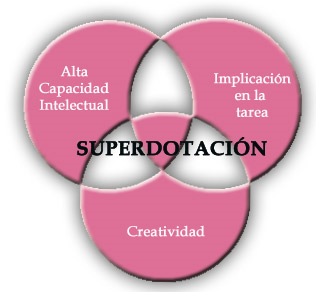 Alta
Capacidad
Intelectual
Implicación
en la
tarea
SUPERDOTACIÓN
Creatividad